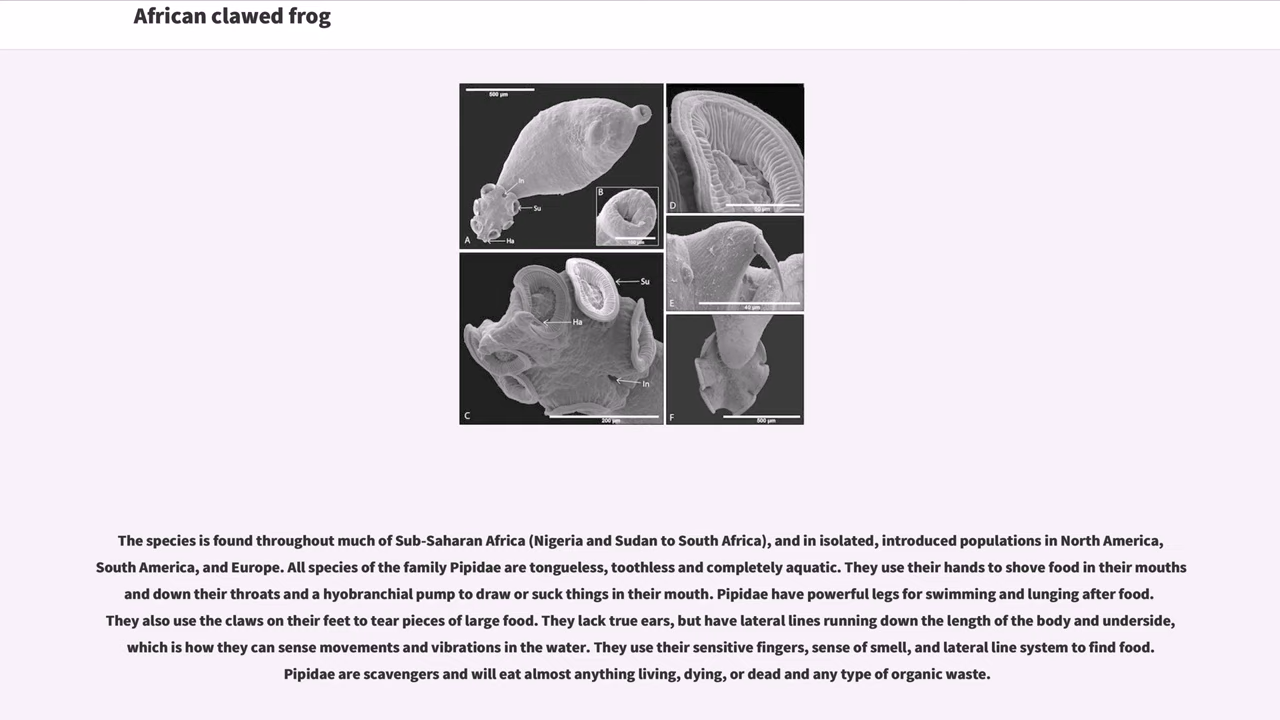 African clawed frog
500 µm
In
Su
Ha
A
B
100 µm
D
Su
Ha
In
C
200 µm
E
40 µm
F
500 µm
The species is found throughout much of Sub-Saharan Africa (Nigeria and Sudan to South Africa), and in isolated, introduced populations in North America,
South America, and Europe. All species of the family Pipidae are tongueless, toothless and completely aquatic. They use their hands to shove food in their mouths
and down their throats and a hyobranchial pump to draw or suck things in their mouth. Pipidae have powerful legs for swimming and lunging after food.
They also use the claws on their feet to tear pieces of large food. They lack true ears, but have lateral lines running down the length of the body and underside,
which is how they can sense movements and vibrations in the water. They use their sensitive fingers, sense of smell, and lateral line system to find food.
Pipidae are scavengers and will eat almost anything living, dying, or dead and any type of organic waste.